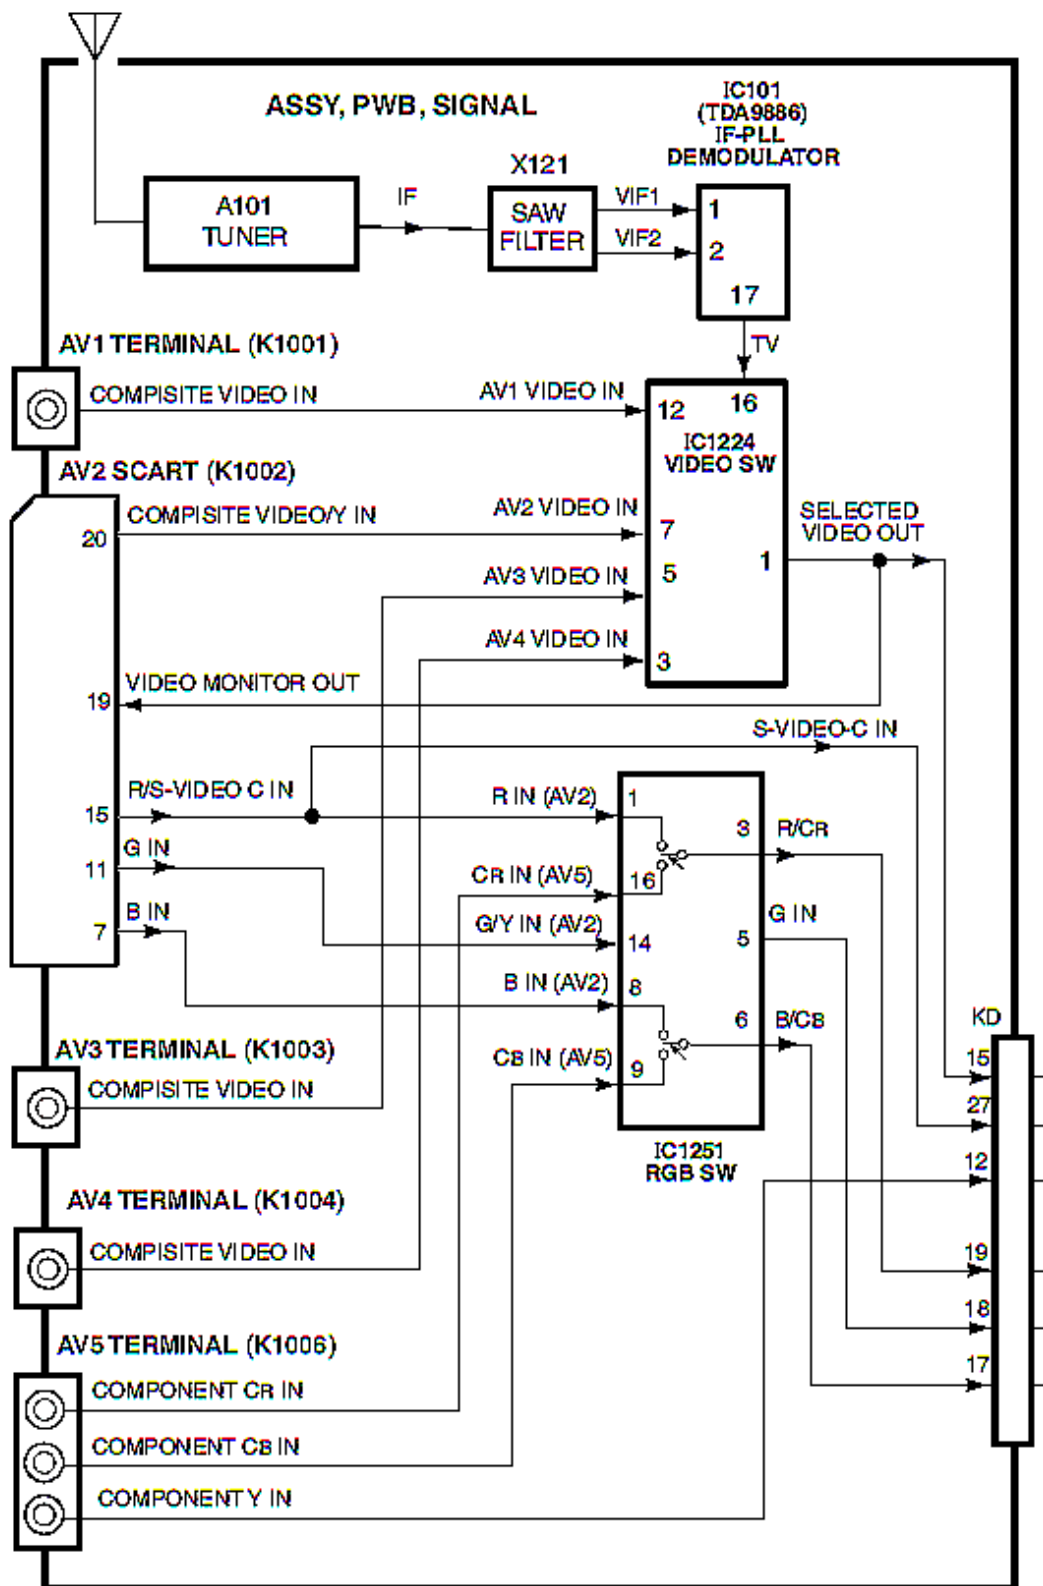 ASSY, PWB, SIGNAL
IC101
(TDA9886)
IF-PLL
DEMODULATOR
X121
A101
TUNER
IF
SAW
FILTER
VIF1
VIF2
1
2
17
TV
AV1 TERMINAL (K1001)
COMPISITE VIDEO IN
AV1 VIDEO IN
12
16
IC1224
VIDEO SW
AV2 SCART (K1002)
20
COMPISITE VIDEO/Y IN
AV2 VIDEO IN
7
SELECTED
VIDEO OUT
1
AV3 VIDEO IN
5
AV4 VIDEO IN
3
19
VIDEO MONITOR OUT
S-VIDEO-C IN
R/S-VIDEO C IN
15
R IN (AV2)
1
3
R/CR
G IN
11
CR IN (AV5)
16
G IN
B IN
7
G/Y IN (AV2)
14
5
B IN (AV2)
8
6
B/CB
KD
AV3 TERMINAL (K1003)
COMPISITE VIDEO IN
CB IN (AV5)
9
15
27
IC1251
RGB SW
12
AV4 TERMINAL (K1004)
COMPISITE VIDEO IN
19
18
17
AV5 TERMINAL (K1006)
COMPONENT CR IN
COMPONENT CB IN
COMPONENT Y IN